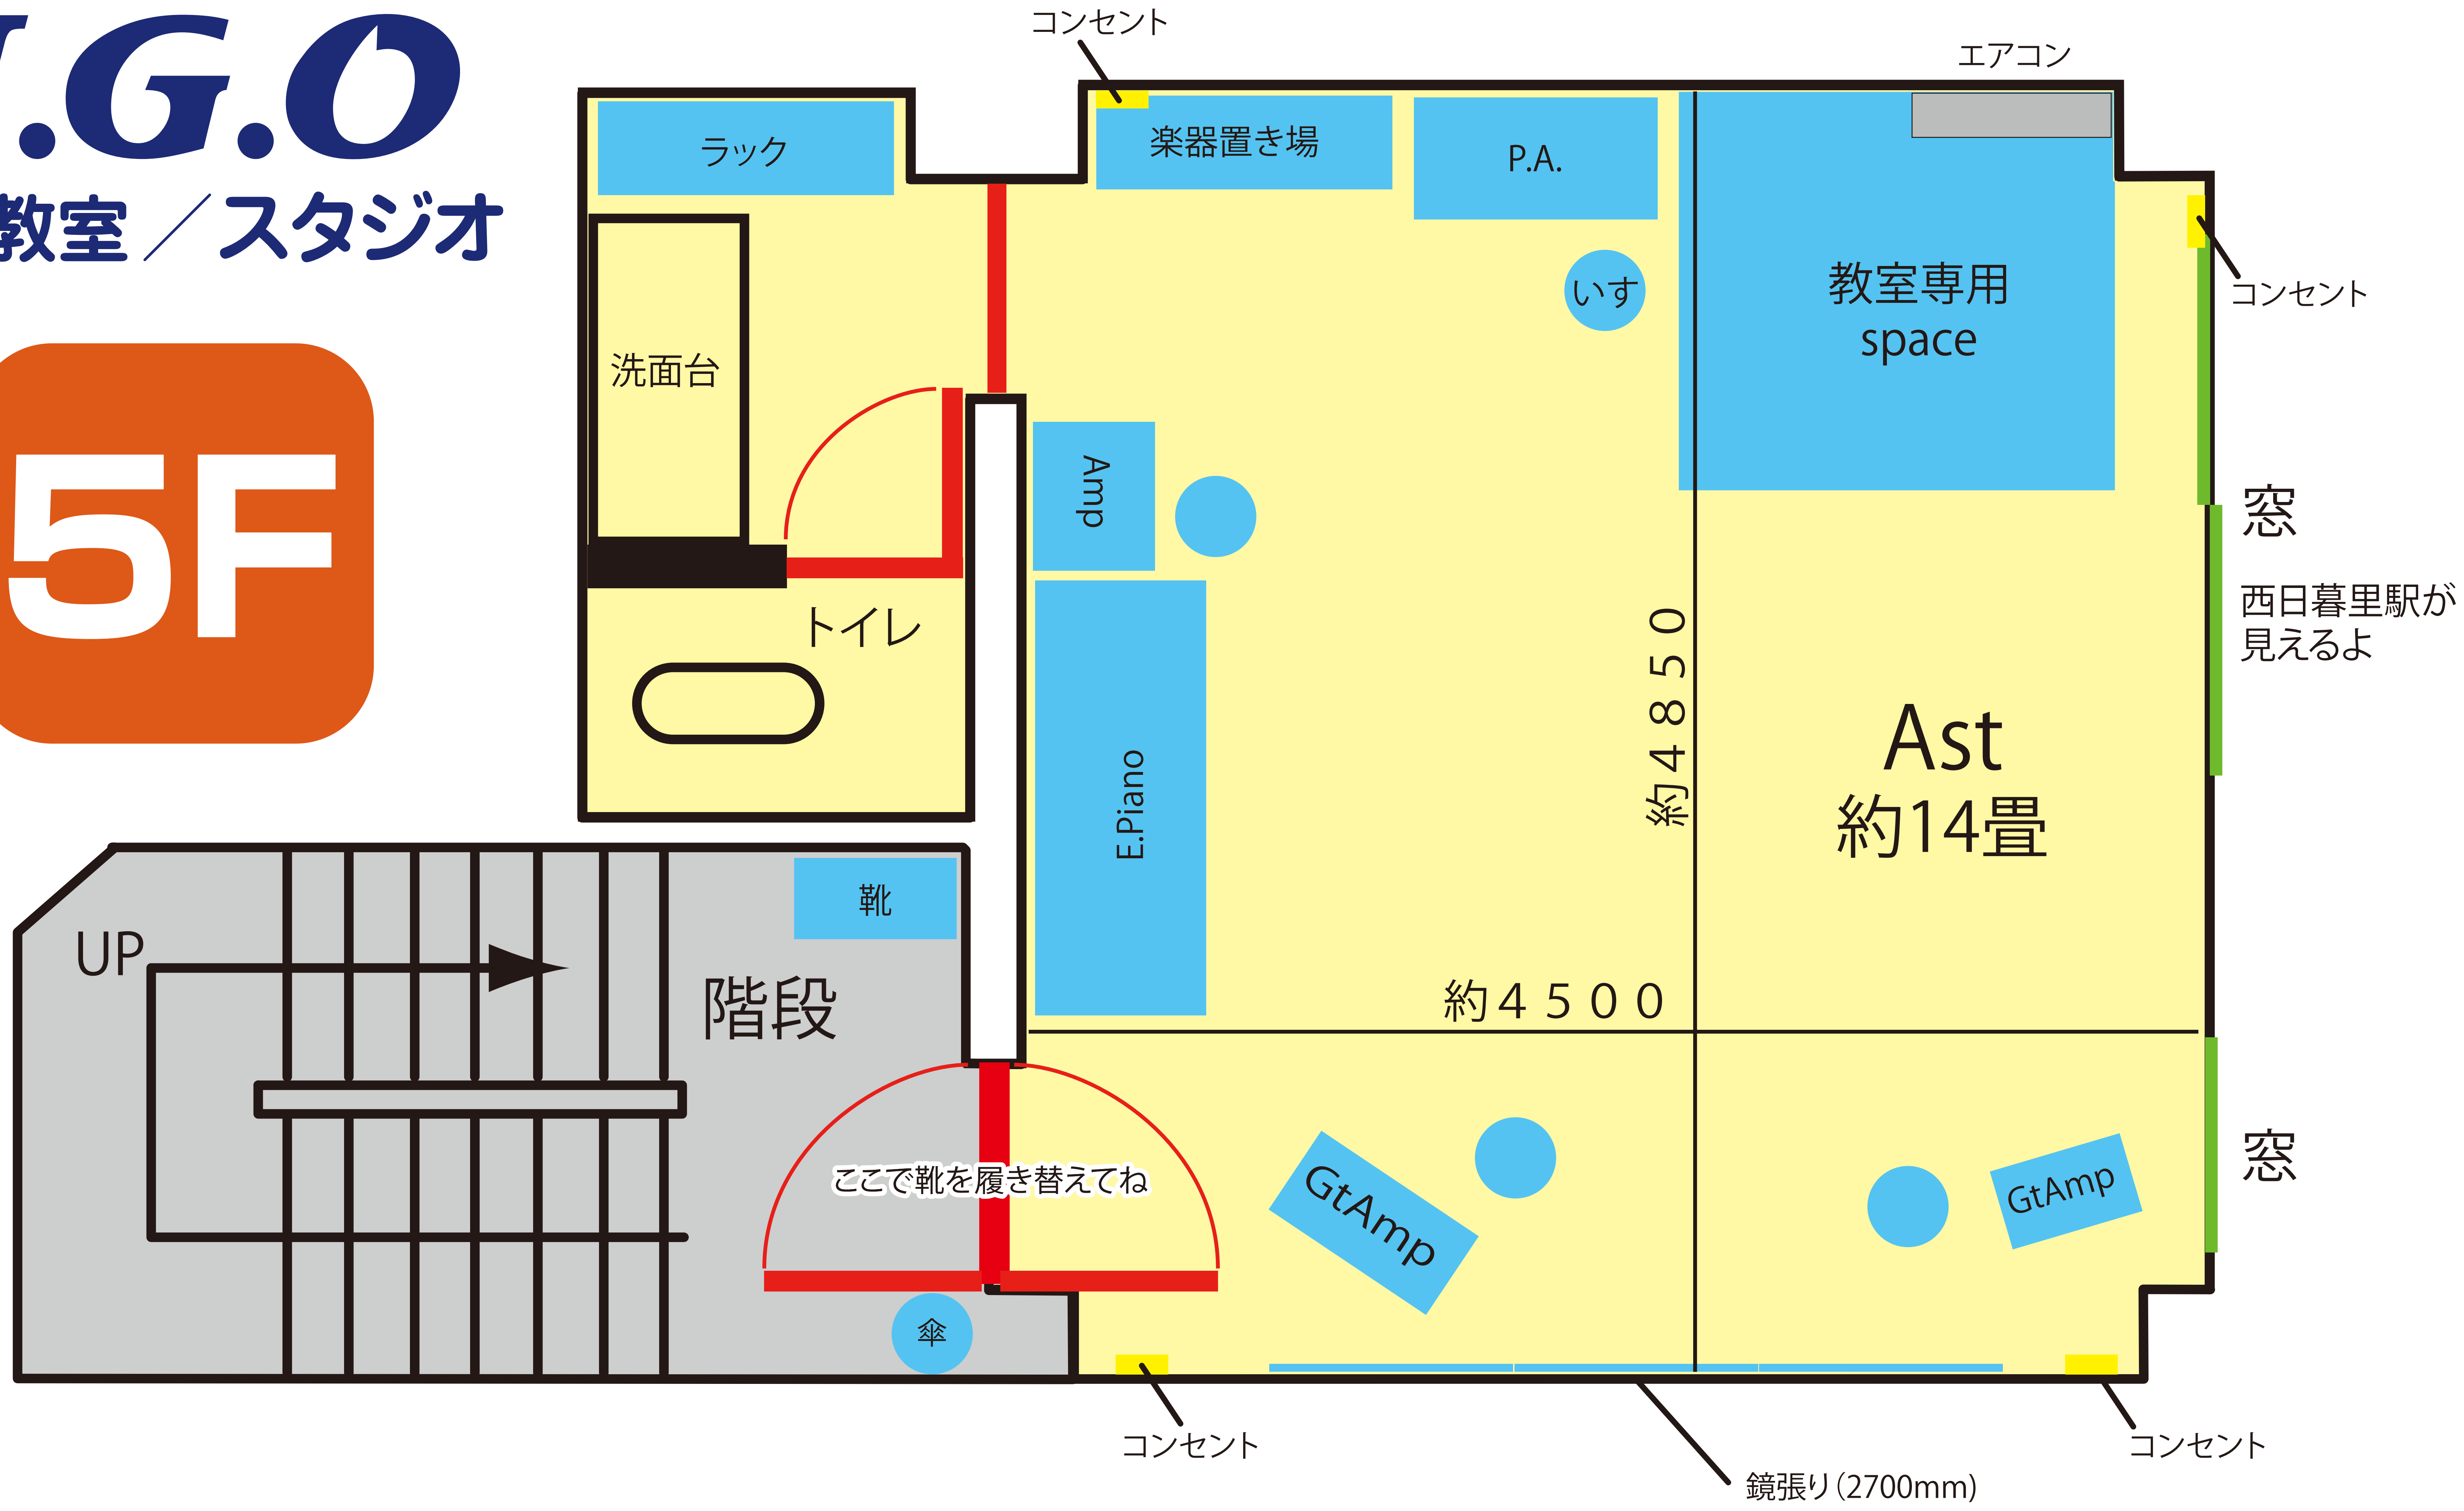 .G.O
教室／スタジオ
5F
コンセント
エアコン
ラック
楽器置き場
P.A.
いす
教室専用
space
コンセント
洗面台
Amp
窓
西日暮里駅が
見えるよ
トイレ
約4850
E.Piano
Ast
約14畳
靴
UP
階段
約4500
ここで靴を履き替えてね
GtAmp
GtAmp
窓
傘
コンセント
コンセント
鏡張り（2700mm）